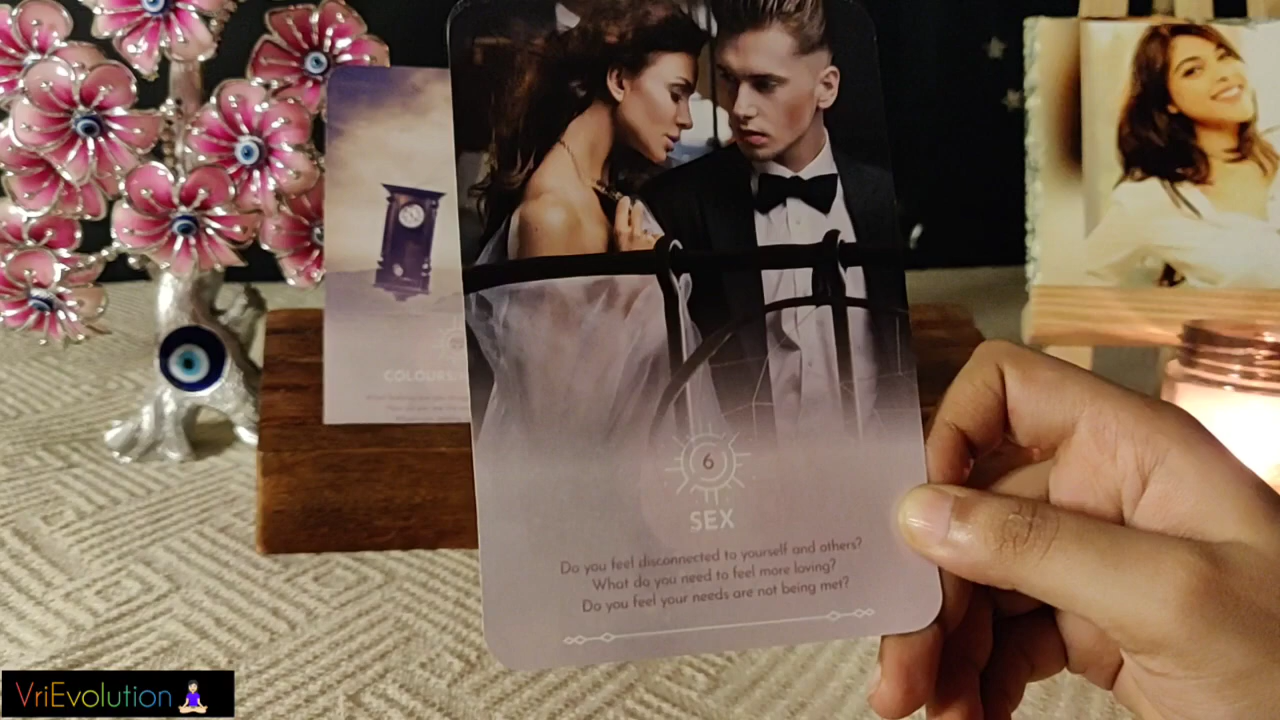 COLOURS
6
SEX
Do you feel disconnected to yourself and others?
What do you need to feel more loving?
Do you feel your needs are not being met?
VriEvolution